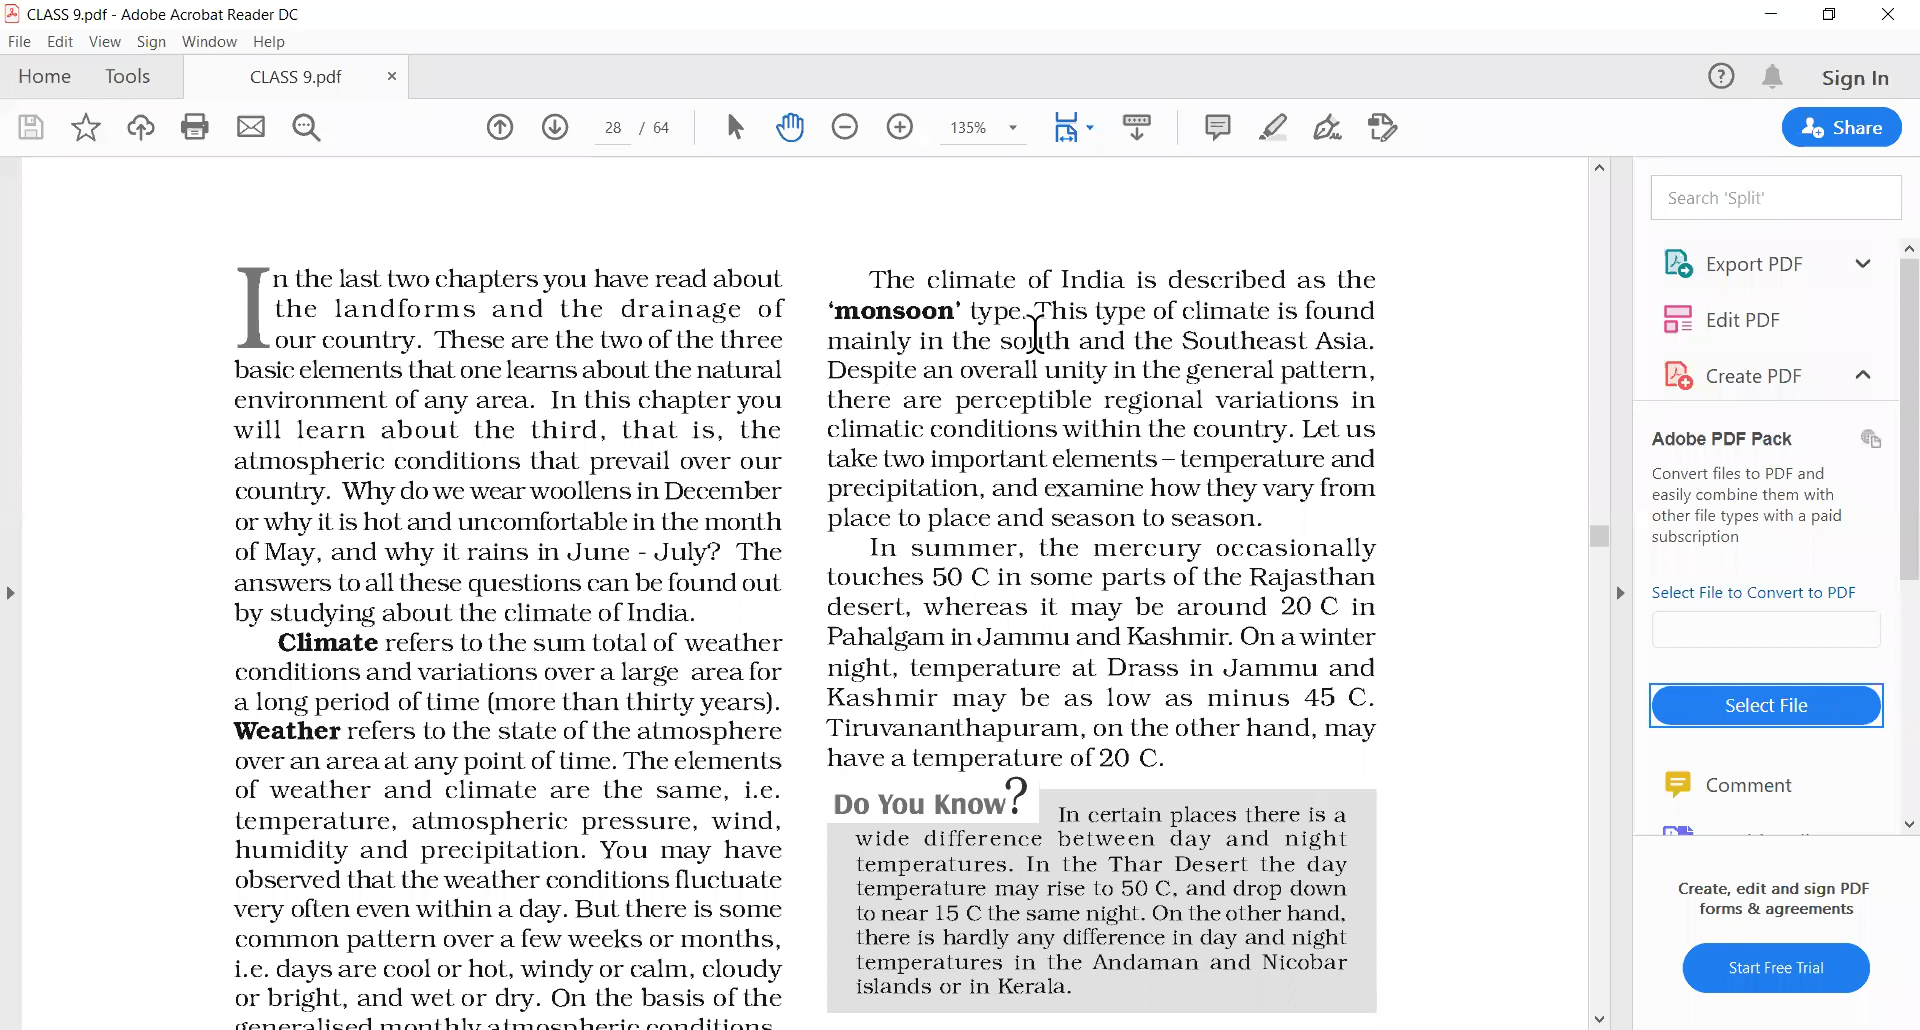 CLASS 9.pdf - Adobe Acrobat Reader DC
File Edit View Sign Window Help
Home Tools CLASS 9.pdf Sign In
28 / 64 135% Share
In the last two chapters you have read about
the landforms and the drainage of
our country. These are the two of the three
basic elements that one learns about the natural
environment of any area. In this chapter you
will learn about the third, that is, the
atmospheric conditions that prevail over our
country. Why do we wear woollens in December
or why it is hot and uncomfortable in the month
of May, and why it rains in June - July? The
answers to all these questions can be found out
by studying about the climate of India.
Climate refers to the sum total of weather
conditions and variations over a large area for
a long period of time (more than thirty years).
Weather refers to the state of the atmosphere
over an area at any point of time. The elements
of weather and climate are the same, i.e.
temperature, atmospheric pressure, wind,
humidity and precipitation. You may have
observed that the weather conditions fluctuate
very often even within a day. But there is some
common pattern over a few weeks or months,
i.e. days are cool or hot, windy or calm, cloudy
or bright, and wet or dry. On the basis of the
generalised monthly atmospheric conditions,
The climate of India is described as the
‘monsoon’ type. This type of climate is found
mainly in the south and the Southeast Asia.
Despite an overall unity in the general pattern,
there are perceptible regional variations in
climatic conditions within the country. Let us
take two important elements – temperature and
precipitation, and examine how they vary from
place to place and season to season.
In summer, the mercury occasionally
touches 50 C in some parts of the Rajasthan
desert, whereas it may be around 20 C in
Pahalgam in Jammu and Kashmir. On a winter
night, temperature at Drass in Jammu and
Kashmir may be as low as minus 45 C.
Tiruvananthapuram, on the other hand, may
have a temperature of 20 C.
Do You Know?
In certain places there is a
wide difference between day and night
temperatures. In the Thar Desert the day
temperature may rise to 50 C, and drop down
to near 15 C the same night. On the other hand,
there is hardly any difference in day and night
temperatures in the Andaman and Nicobar
islands or in Kerala.
Search 'Split'
Export PDF
Edit PDF
Create PDF
Adobe PDF Pack
Convert files to PDF and
easily combine them with
other file types with a paid
subscription
Select File to Convert to PDF
Select File
Comment
Create, edit and sign PDF
forms & agreements
Start Free Trial